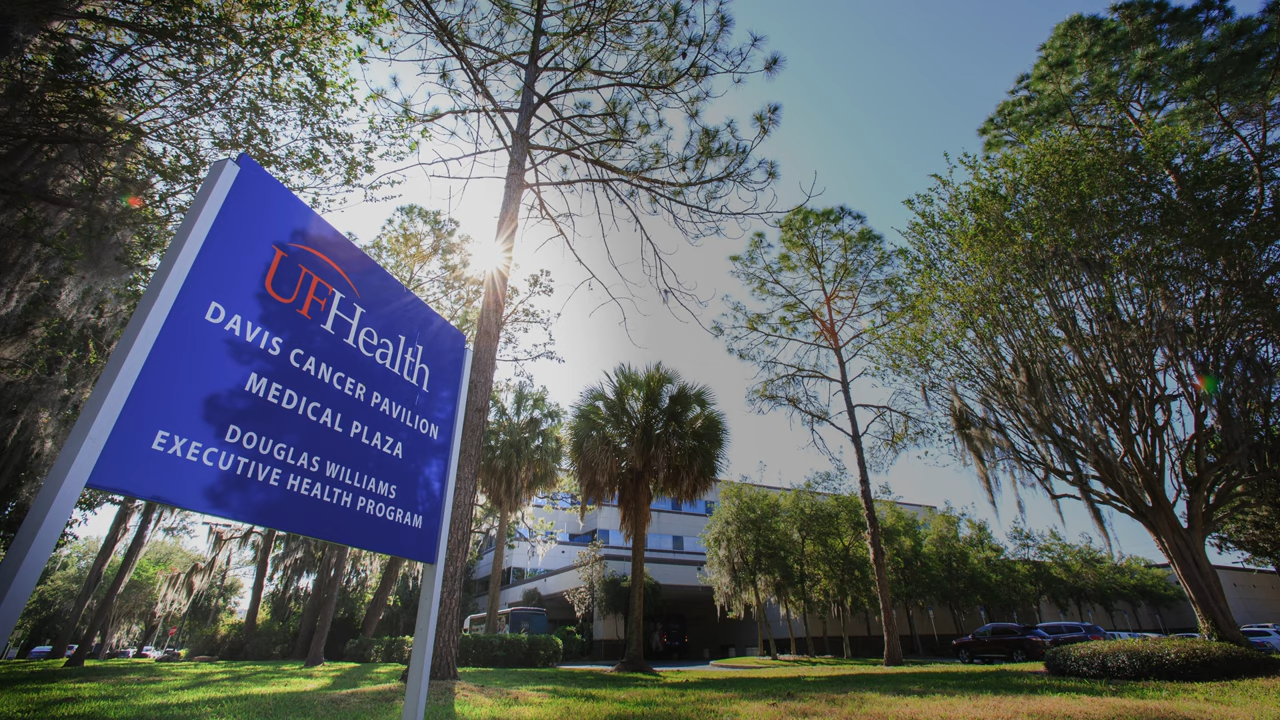 UFHealth
DAVIS CANCER PAVILION
MEDICAL PLAZA
DOUGLAS WILLIAMS
EXECUTIVE HEALTH PROGRAM